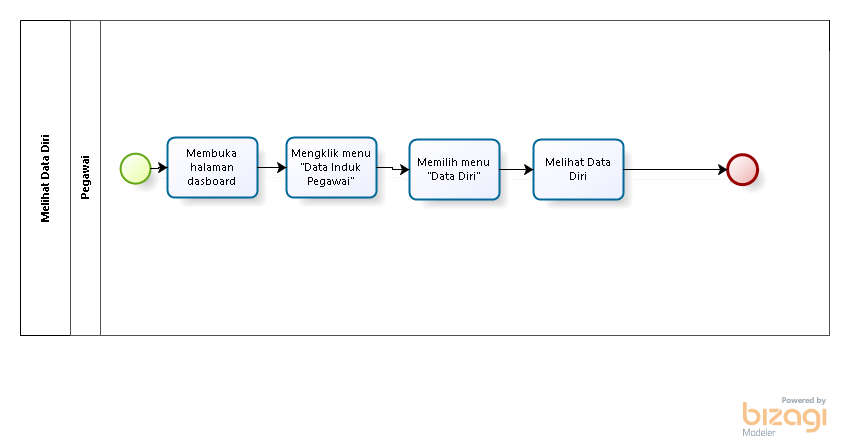 Melihat Data Diri
Pegawai
Membuka
halaman
dasboard
Mengklik menu
"Data Induk
Pegawai"
Memilih menu
"Data Diri"
Melihat Data
Diri
Powered by
bizagi
Modeler